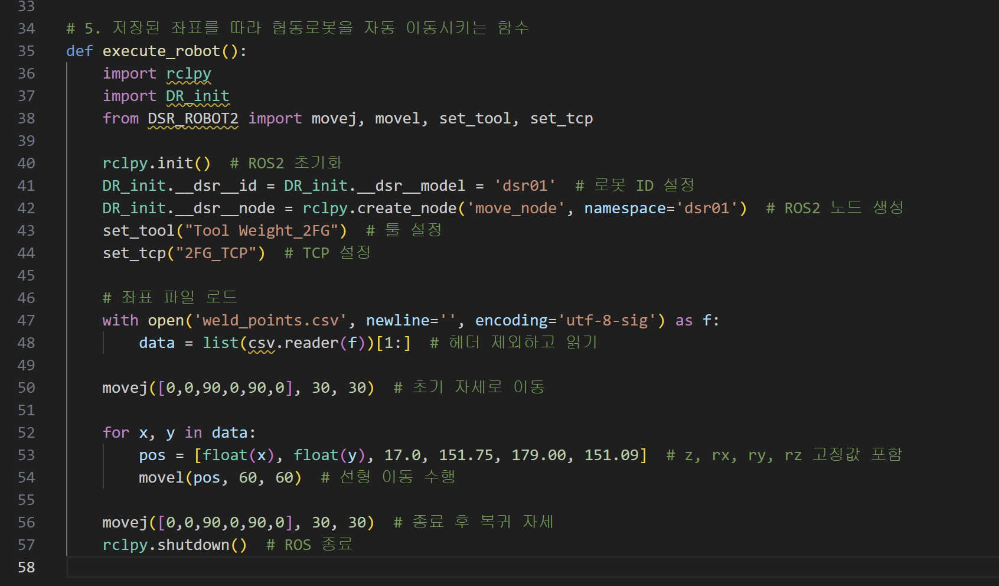 33
34 # 5. 저장된 좌표를 따라 협동로봇을 자동 이동시키는 함수
35 def execute_robot():
36     import rclpy
37     import DR_init
38     from DSR_ROBOT2 import movej, movel, set_tool, set_tcp
39
40     rclpy.init()  # ROS2 초기화
41     DR_init.__dsr__id = DR_init.__dsr__model = 'dsr01'  # 로봇 ID 설정
42     DR_init.__dsr__node = rclpy.create_node('move_node', namespace='dsr01')  # ROS2 노드 생성
43     set_tool("Tool Weight_2FG")  # 툴 설정
44     set_tcp("2FG_TCP")  # TCP 설정
45
46     # 좌표 파일 로드
47     with open('weld_points.csv', newline='', encoding='utf-8-sig') as f:
48         data = list(csv.reader(f))[1:]  # 헤더 제외하고 읽기
49
50     movej([0,0,90,0,90,0], 30, 30)  # 초기 자세로 이동
51
52     for x, y in data:
53         pos = [float(x), float(y), 17.0, 151.75, 179.00, 151.09]  # z, rx, ry, rz 고정값 포함
54         movel(pos, 60, 60)  # 선형 이동 수행
55
56     movej([0,0,90,0,90,0], 30, 30)  # 종료 후 복귀 자세
57     rclpy.shutdown()  # ROS 종료
58